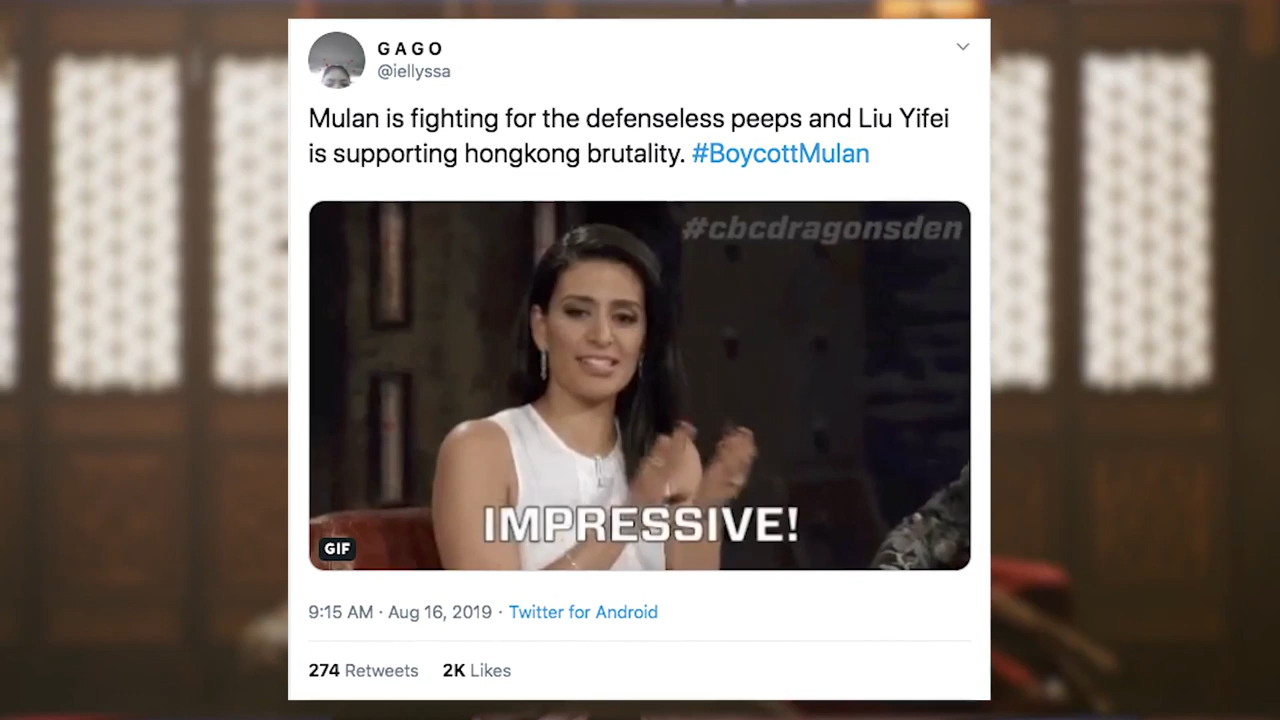 G A G O
@iellyssa
Mulan is fighting for the defenseless peeps and Liu Yifei
is supporting hongkong brutality. #BoycottMulan
#cbcdragonsden
IMPRESSIVE!
GIF
9:15 AM · Aug 16, 2019 · Twitter for Android
274 Retweets 2K Likes